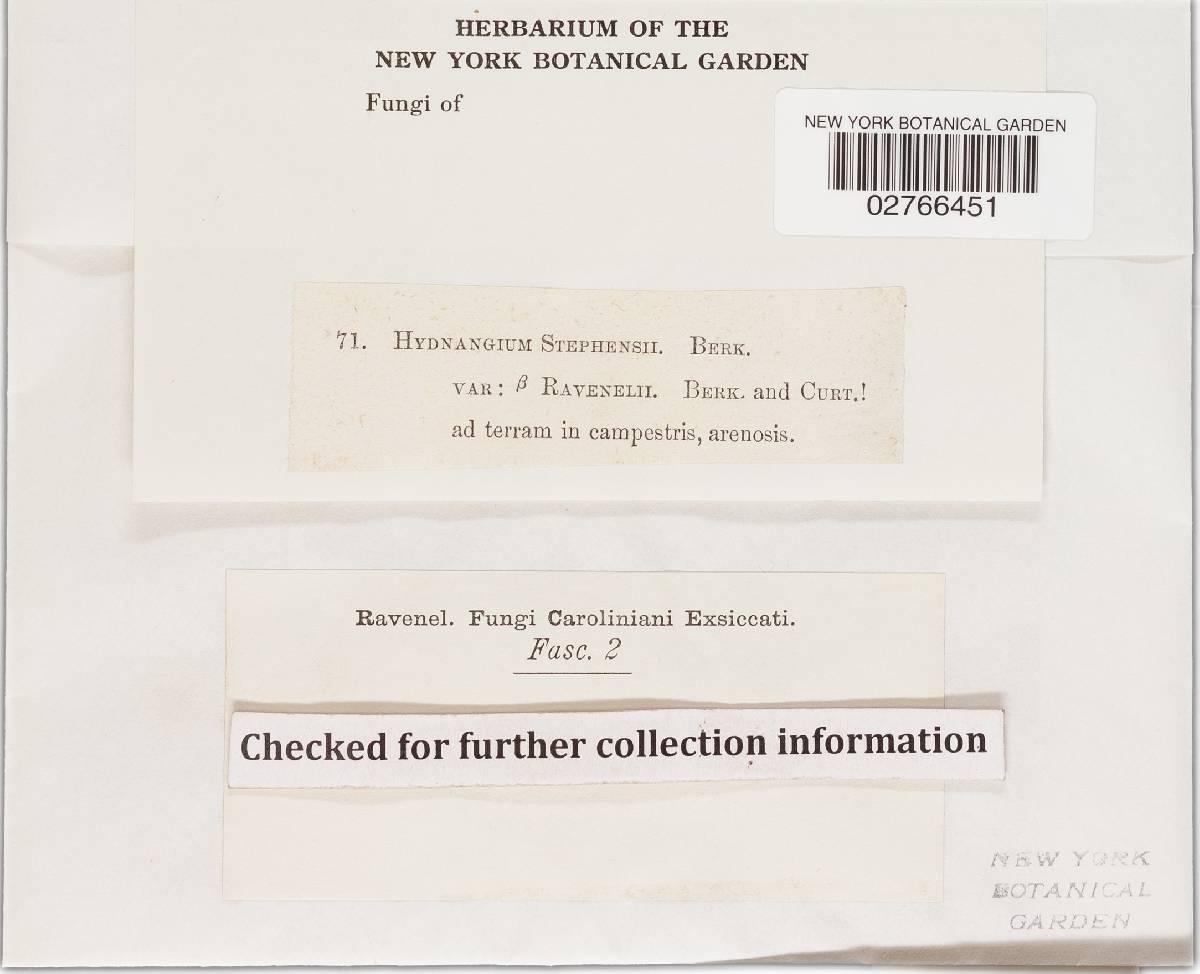 HERBARIUM OF THE
NEW YORK BOTANICAL GARDEN
Fungi of
NEW YORK BOTANICAL GARDEN
02766451
71. HYDNANGIUM STEPHENSII. BERK.
VAR: β RAVENELII. BERK. and CURT.!
ad terram in campestris, arenosis.
Ravenel. Fungi Caroliniani Exsiccati.
Fasc. 2
Checked for further collection information
NEW YORK
BOTANICAL
GARDEN